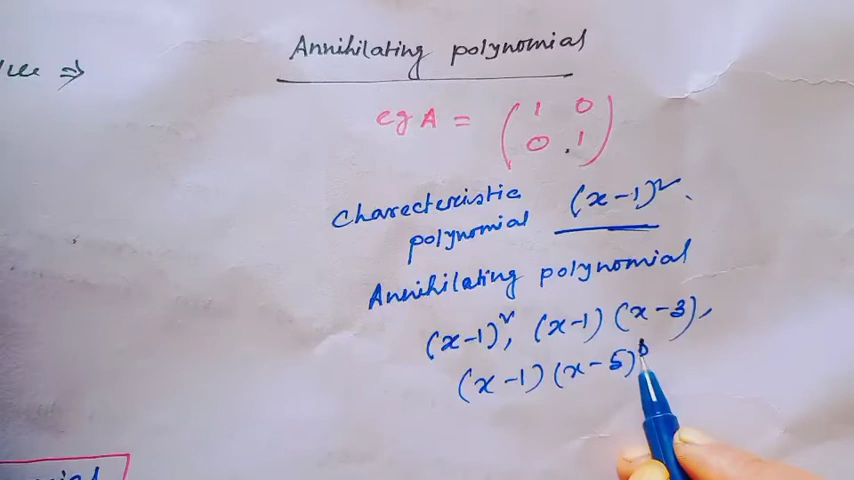 Annihilating polynomial
⇒
eg A = ( 1 0
0 1 )
Charecteristic (x-1)².
polynomial
Annihilating polynomial
(x-1)², (x-1) (x-3),
(x-1) (x-5)